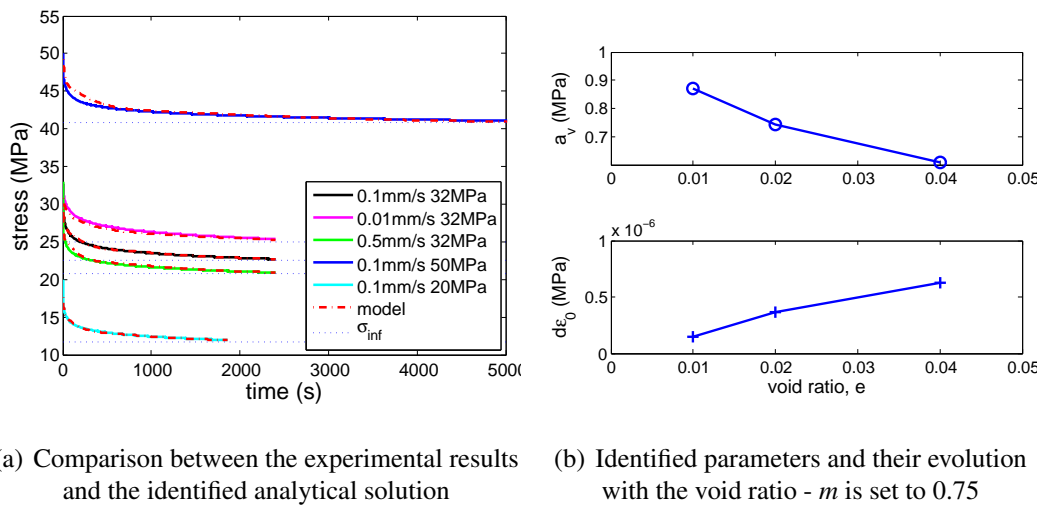 55
50
45
40
35
30
25
20
15
10
stress (MPa)
0 1000 2000 3000 4000 5000
time (s)
0.1mm/s 32MPa
0.01mm/s 32MPa
0.5mm/s 32MPa
0.1mm/s 50MPa
0.1mm/s 20MPa
model
σinf
1
0.9
0.8
0.7
a_v (MPa)
0 0.01 0.02 0.03 0.04 0.05
x 10⁻⁶
1
0.5
0
dε₀ (MPa)
0 0.01 0.02 0.03 0.04 0.05
void ratio, e
a) Comparison between the experimental results
and the identified analytical solution
(b) Identified parameters and their evolution
with the void ratio - m is set to 0.75